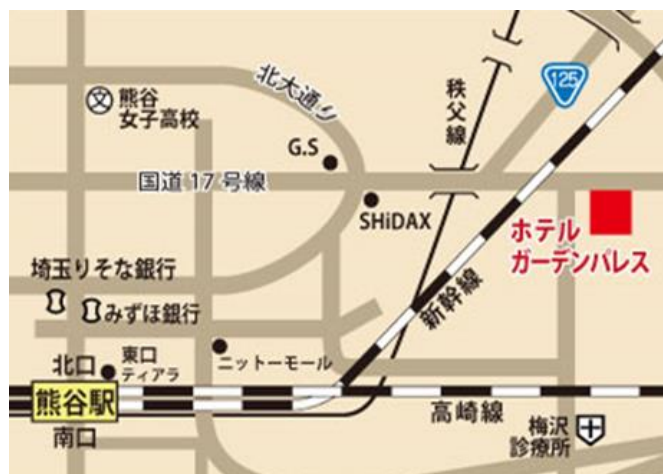 北大通り
125
秩父線
文
熊谷
女子高校
G.S
国道17号線
SHiDAX
ホテル
ガーデンパレス
埼玉りそな銀行
みずほ銀行
新幹線
北口
東口
ティアラ
ニットーモール
熊谷駅
高崎線
南口
梅沢
診療所